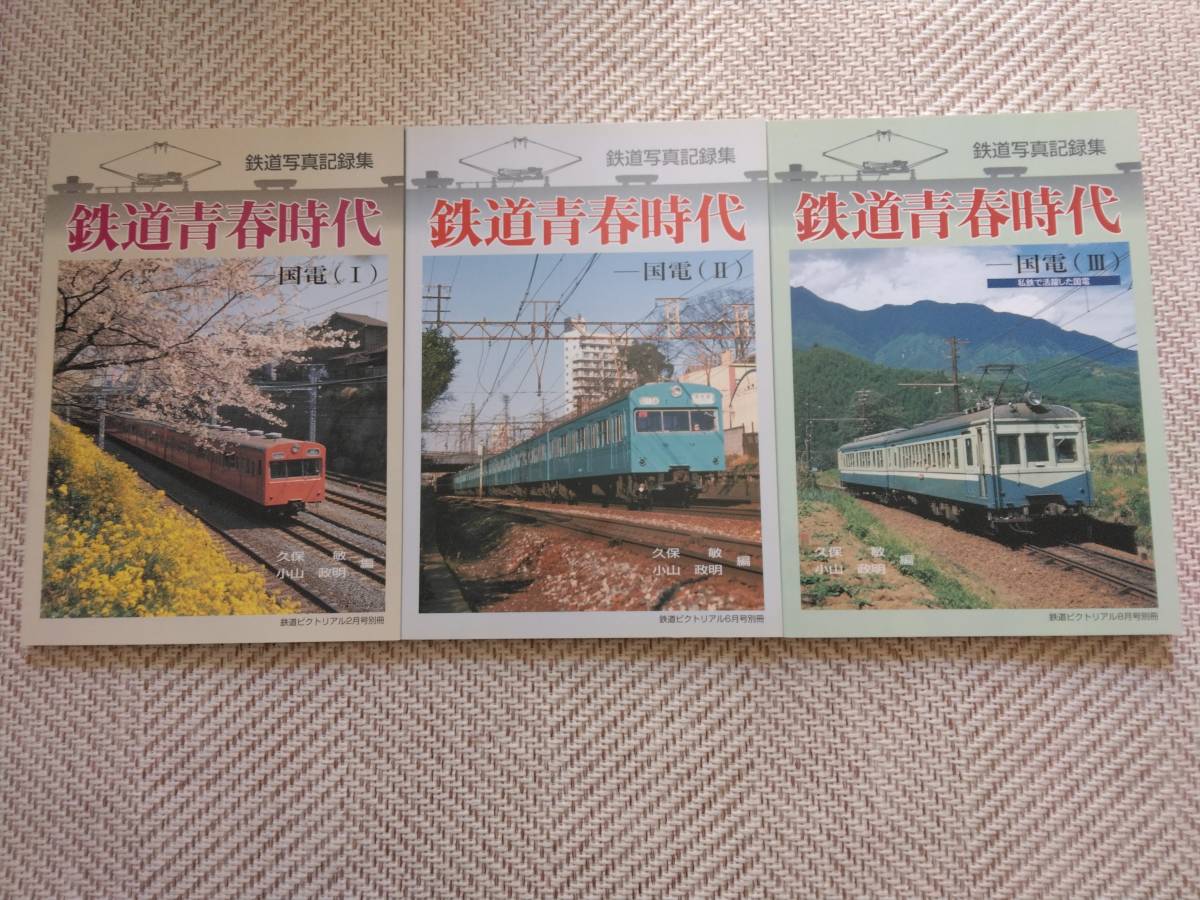 鉄道写真記録集
鉄道青春時代
―国電(Ⅰ)
久保 敏
小山 政明 編
鉄道ピクトリアル2月号別冊
鉄道写真記録集
鉄道青春時代
―国電(Ⅱ)
久保 敏
小山 政明 編
鉄道ピクトリアル6月号別冊
鉄道写真記録集
鉄道青春時代
―国電(Ⅲ)
私鉄で活躍した国電
久保 敏
小山 政明 編
鉄道ピクトリアル8月号別冊